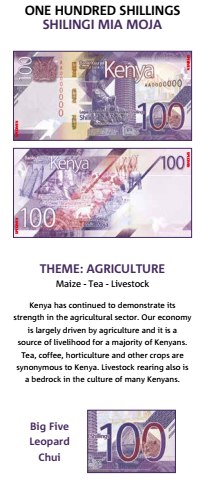 ONE HUNDRED SHILLINGS
SHILINGI MIA MOJA
100
Kenya
AA0000000
100
Kenya
100
100
THEME: AGRICULTURE
Maize - Tea - Livestock
Kenya has continued to demonstrate its
strength in the agricultural sector. Our economy
is largely driven by agriculture and it is a
source of livelihood for a majority of Kenyans.
Tea, coffee, horticulture and other crops are
synonymous to Kenya. Livestock rearing also is
a bedrock in the culture of many Kenyans.
Big Five
Leopard
Chui
Shillings
100